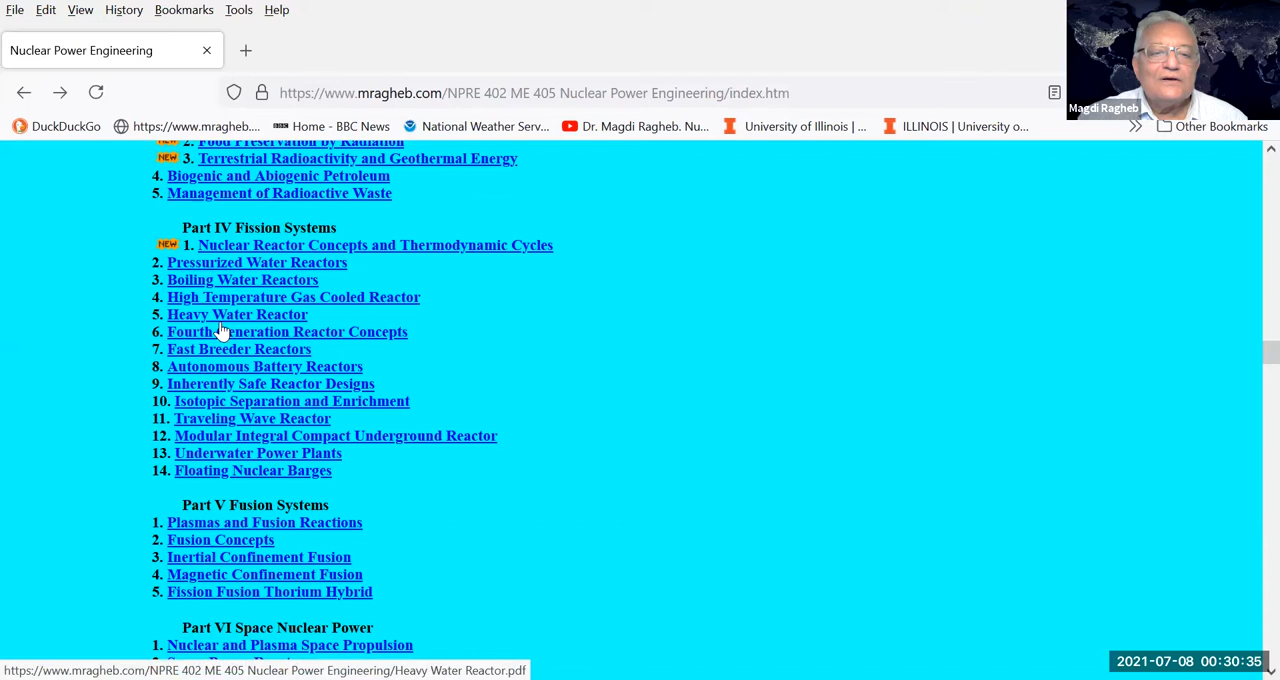 File Edit View History Bookmarks Tools Help
Nuclear Power Engineering
https://www.mragheb.com/NPRE 402 ME 405 Nuclear Power Engineering/index.htm
Magdi Ragheb
DuckDuckGo https://www.mragheb.... Home - BBC News National Weather Serv... Dr. Magdi Ragheb. Nu... University of Illinois |... ILLINOIS | University o... Other Bookmarks
NEW 2. Food Preservation by Radiation
NEW 3. Terrestrial Radioactivity and Geothermal Energy
4. Biogenic and Abiogenic Petroleum
5. Management of Radioactive Waste
Part IV Fission Systems
NEW 1. Nuclear Reactor Concepts and Thermodynamic Cycles
2. Pressurized Water Reactors
3. Boiling Water Reactors
4. High Temperature Gas Cooled Reactor
5. Heavy Water Reactor
6. Fourth Generation Reactor Concepts
7. Fast Breeder Reactors
8. Autonomous Battery Reactors
9. Inherently Safe Reactor Designs
10. Isotopic Separation and Enrichment
11. Traveling Wave Reactor
12. Modular Integral Compact Underground Reactor
13. Underwater Power Plants
14. Floating Nuclear Barges
Part V Fusion Systems
1. Plasmas and Fusion Reactions
2. Fusion Concepts
3. Inertial Confinement Fusion
4. Magnetic Confinement Fusion
5. Fission Fusion Thorium Hybrid
Part VI Space Nuclear Power
1. Nuclear and Plasma Space Propulsion
https://www.mragheb.com/NPRE 402 ME 405 Nuclear Power Engineering/Heavy Water Reactor.pdf
2021-07-08 00:30:35